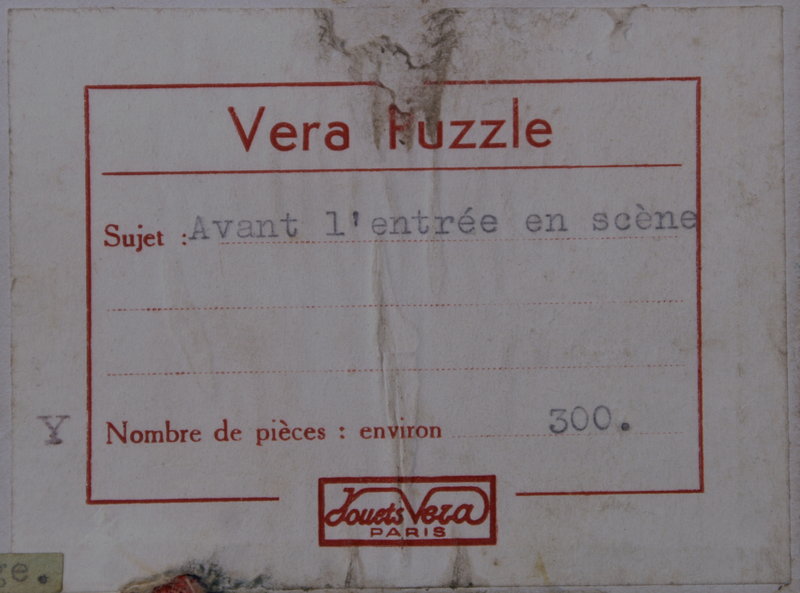 Vera Puzzle
Sujet : Avant l'entrée en scène
Y
Nombre de pièces : environ 300.
Jouets Vera
PARIS